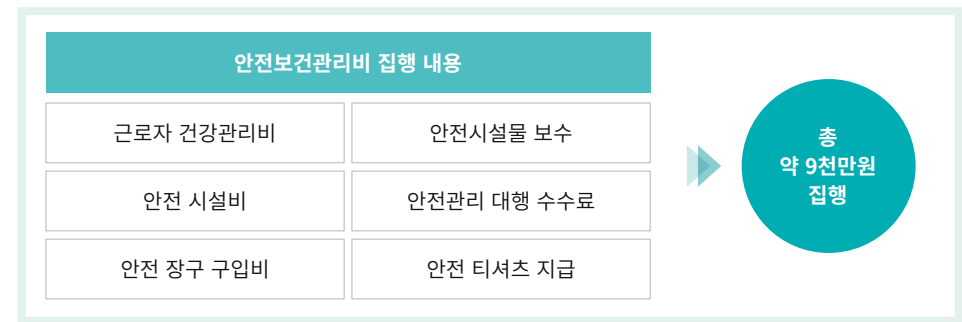 안전보건관리비 집행 내용
근로자 건강관리비
안전시설물 보수
안전 시설비
안전관리 대행 수수료
안전 장구 구입비
안전 티셔츠 지급
총
약 9천만원
집행